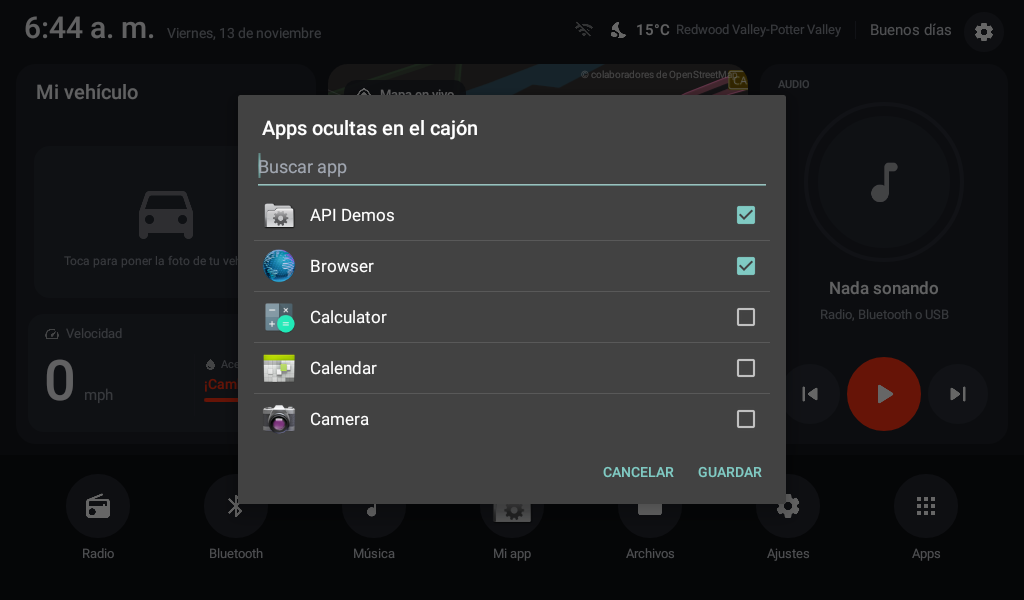 6:44 a. m.
Viernes, 13 de noviembre
15°C
Redwood Valley-Potter Valley
Buenos días
Mi vehículo
© colaboradores de OpenStreetMap
CA
Mapa en vivo
AUDIO
Apps ocultas en el cajón
Buscar app
API Demos
Browser
Calculator
Calendar
Camera
CANCELAR
GUARDAR
Toca para poner la foto de tu
Nada sonando
Radio, Bluetooth o USB
Velocidad
0
mph
Radio
Bluetooth
Música
Mi app
Archivos
Ajustes
Apps